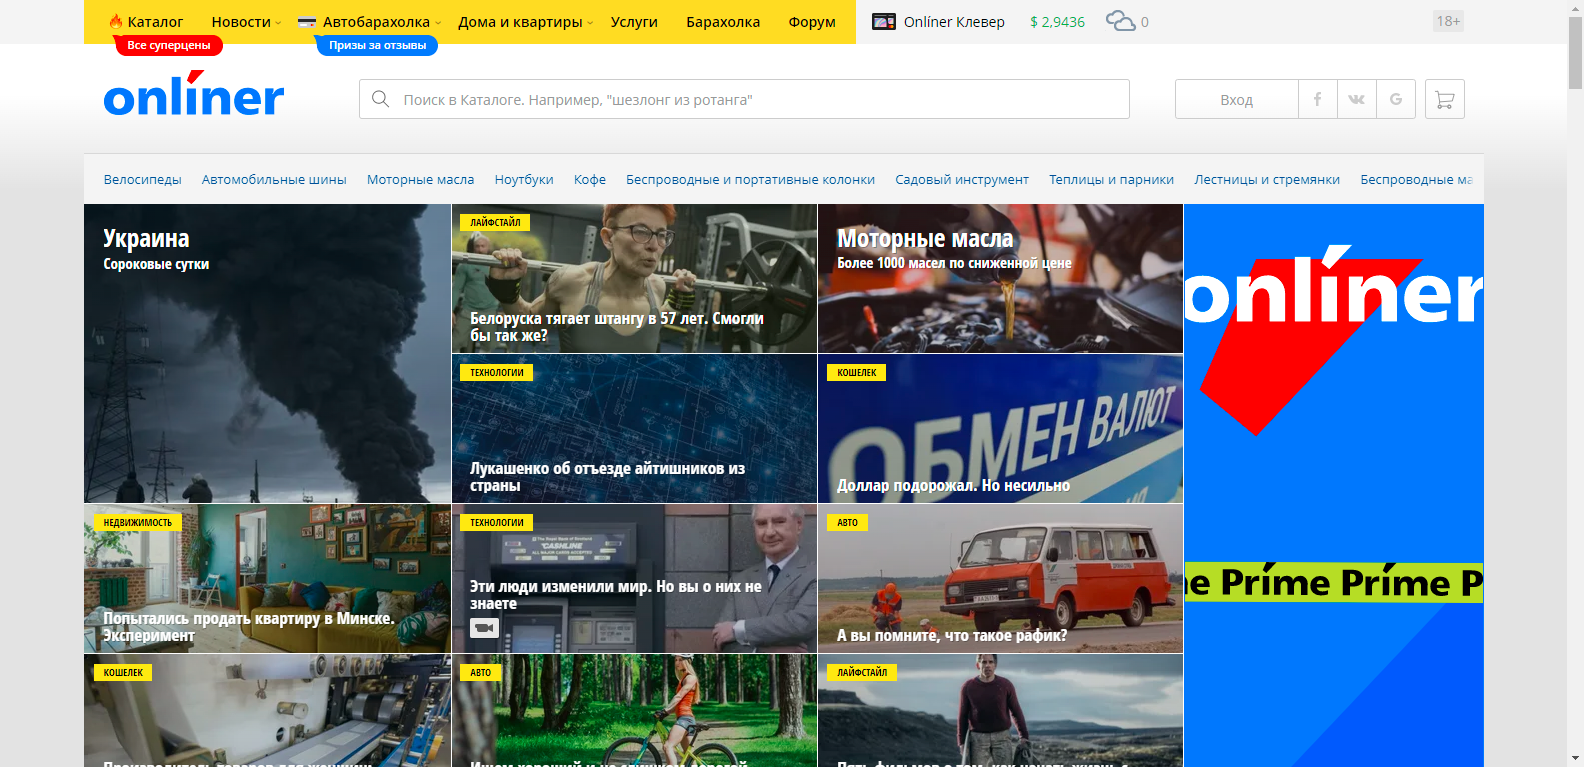 Каталог Новости Автобарахолка Дома и квартиры Услуги Барахолка Форум Onlíner Клевер $ 2,9436 0 18+
Все суперцены Призы за отзывы
onlíner
Поиск в Каталоге. Например, "шезлонг из ротанга"
Вход
Велосипеды Автомобильные шины Моторные масла Ноутбуки Кофе Беспроводные и портативные колонки Садовый инструмент Теплицы и парники Лестницы и стремянки Беспроводные ма
Украина
Сороковые сутки
ЛАЙФСТАЙЛ
Белоруска тягает штангу в 57 лет. Смогли
бы так же?
Моторные масла
Более 1000 масел по сниженной цене
onlíner
ТЕХНОЛОГИИ
Лукашенко об отъезде айтишников из
страны
КОШЕЛЕК
ОБМЕН ВАЛЮТ
Доллар подорожал. Но несильно
НЕДВИЖИМОСТЬ
Попытались продать квартиру в Минске.
Эксперимент
ТЕХНОЛОГИИ
CASHLINE
Эти люди изменили мир. Но вы о них не
знаете
АВТО
А вы помните, что такое рафик?
ne Príme Príme P
КОШЕЛЕК
АВТО
ЛАЙФСТАЙЛ